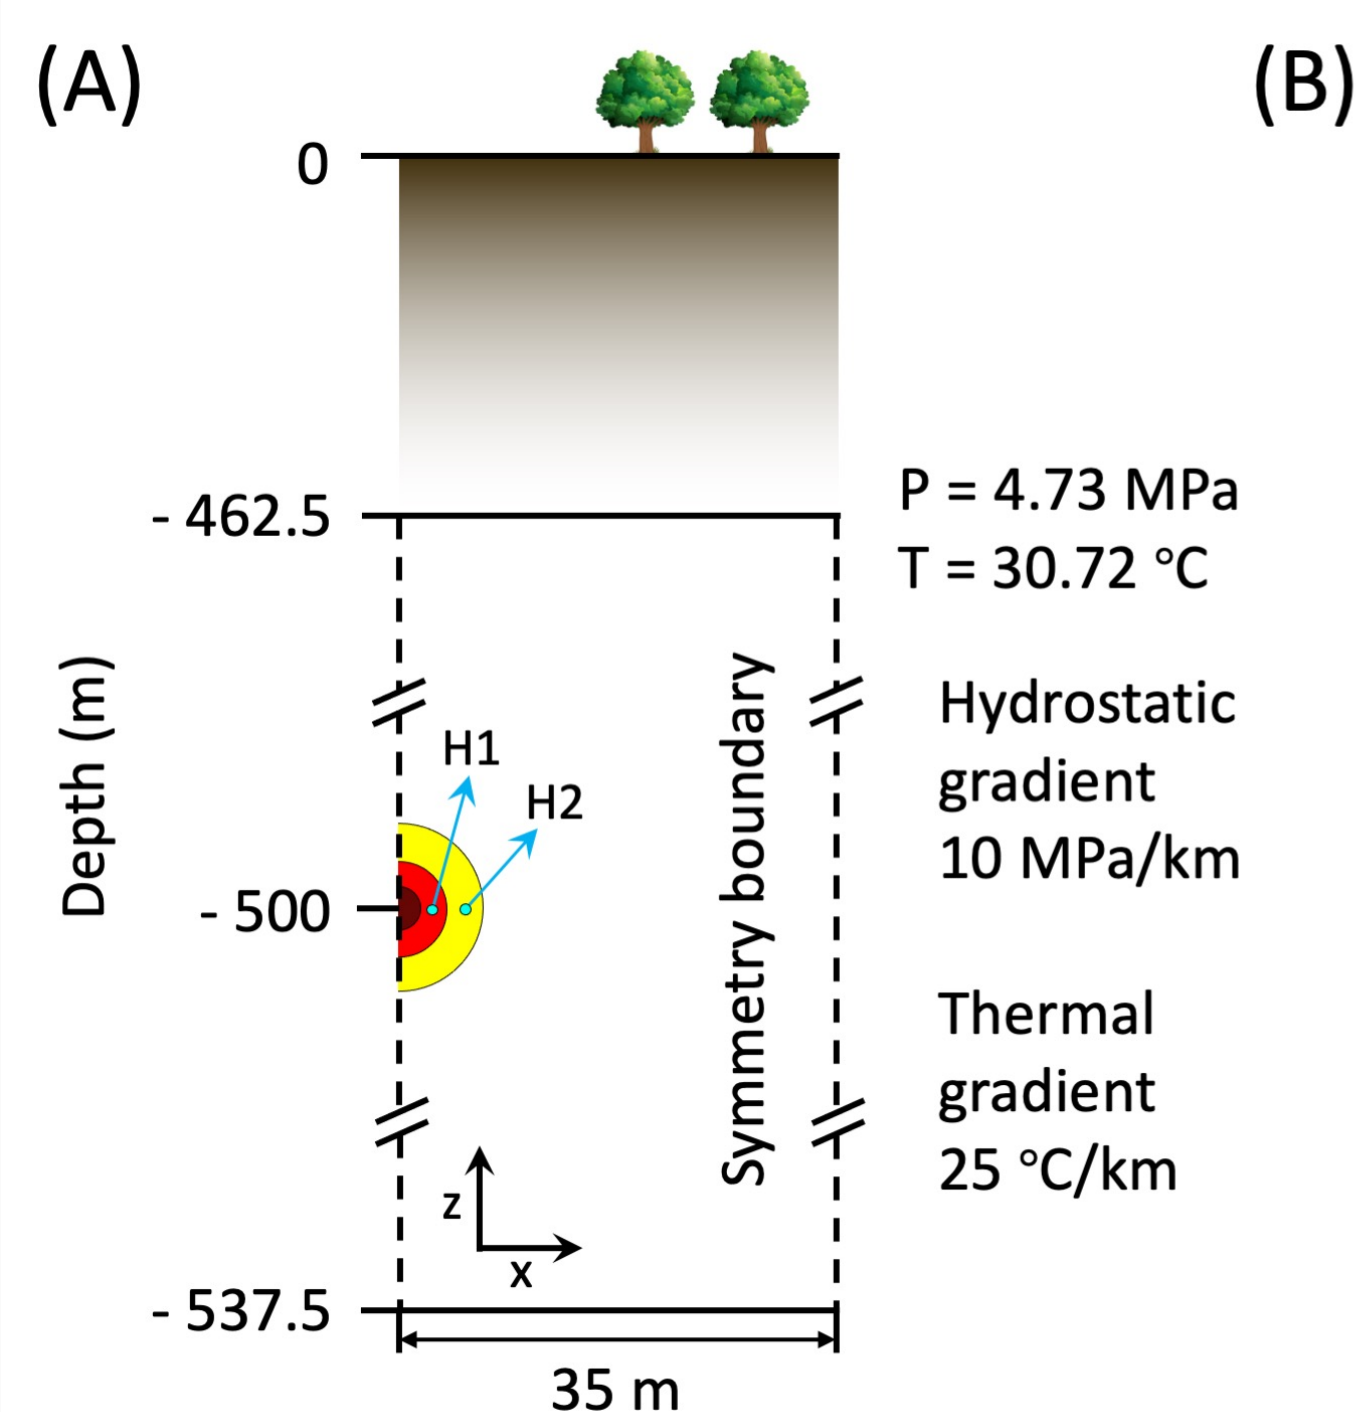 (A)
(B)
0
- 462.5
P = 4.73 MPa
T = 30.72 °C
Depth (m)
Symmetry boundary
Hydrostatic
gradient
10 MPa/km
H1
H2
- 500
Thermal
gradient
25 °C/km
z
x
- 537.5
35 m